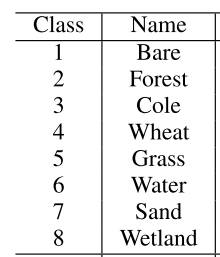 Class Name
1 Bare
2 Forest
3 Cole
4 Wheat
5 Grass
6 Water
7 Sand
8 Wetland